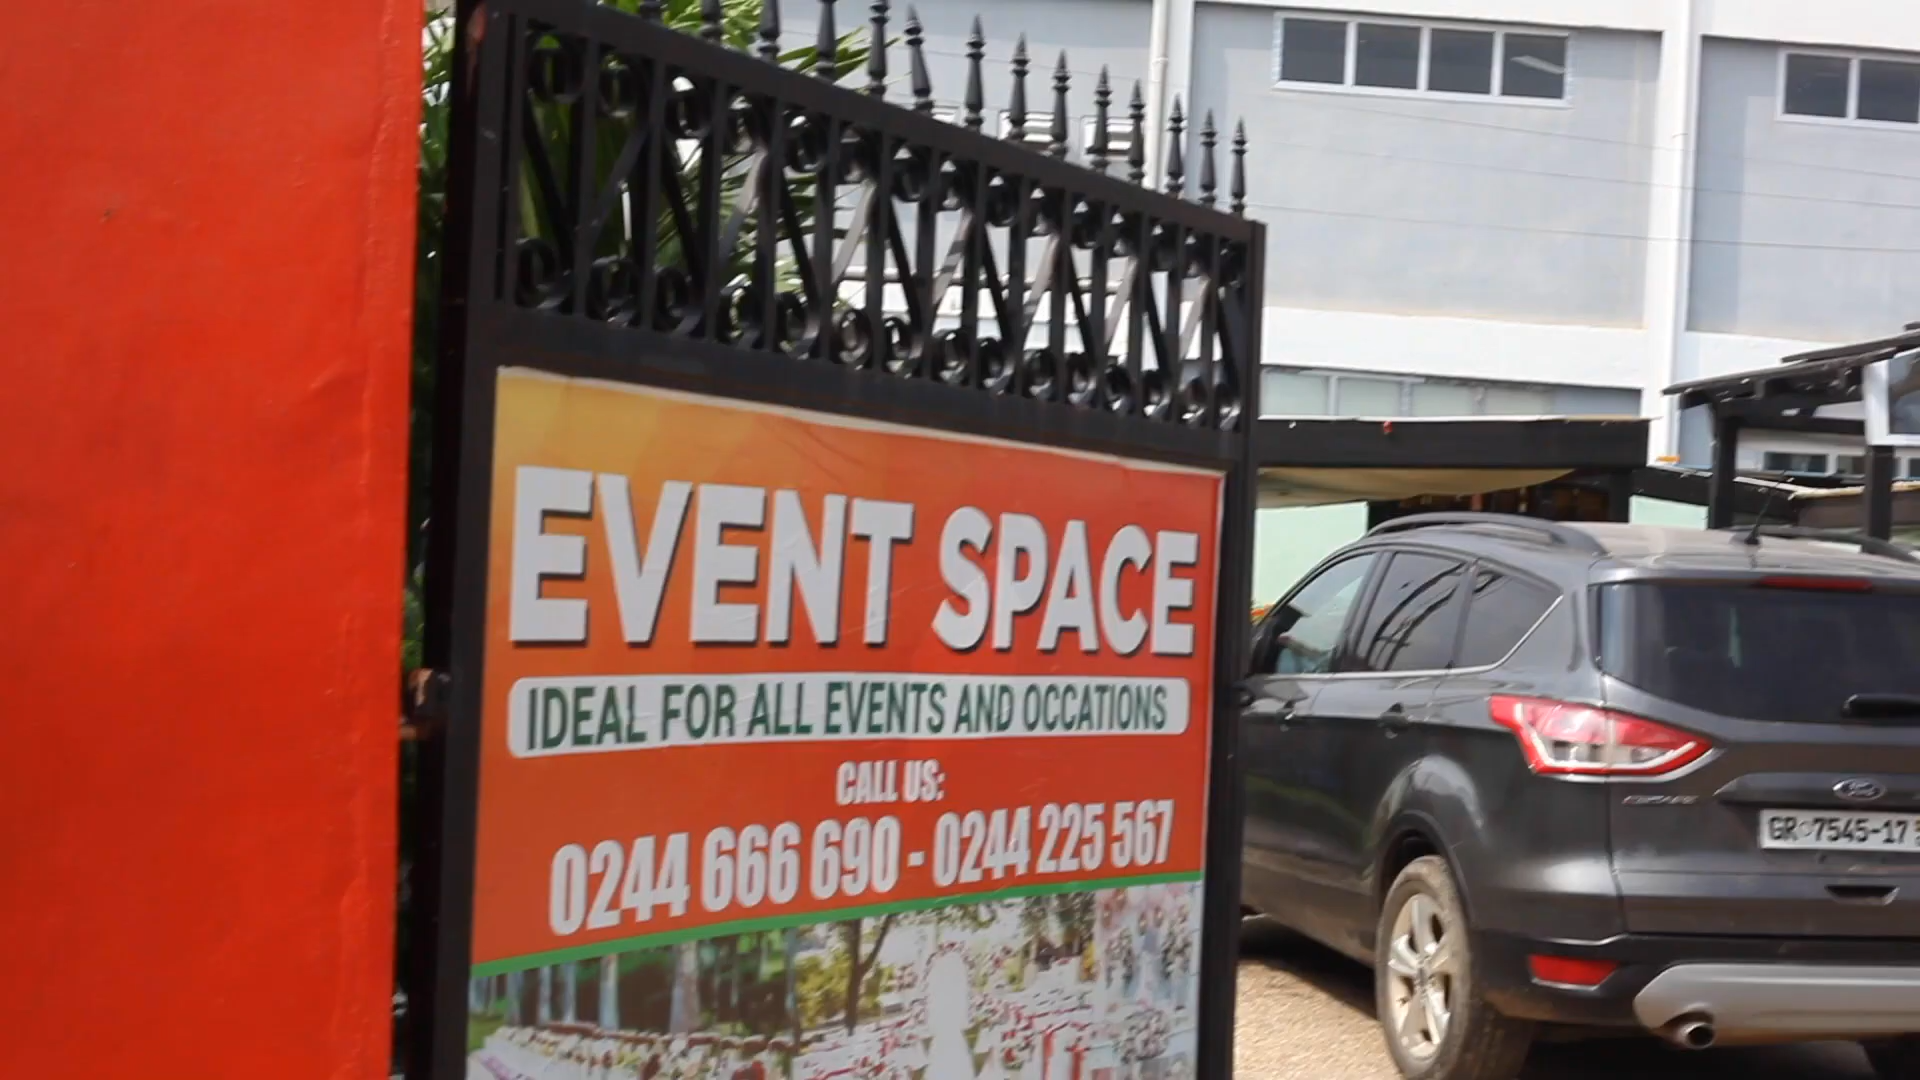 EVENT SPACE
IDEAL FOR ALL EVENTS AND OCCATIONS
CALL US:
0244 666 690 - 0244 225 567
Ford
GR 7545-17